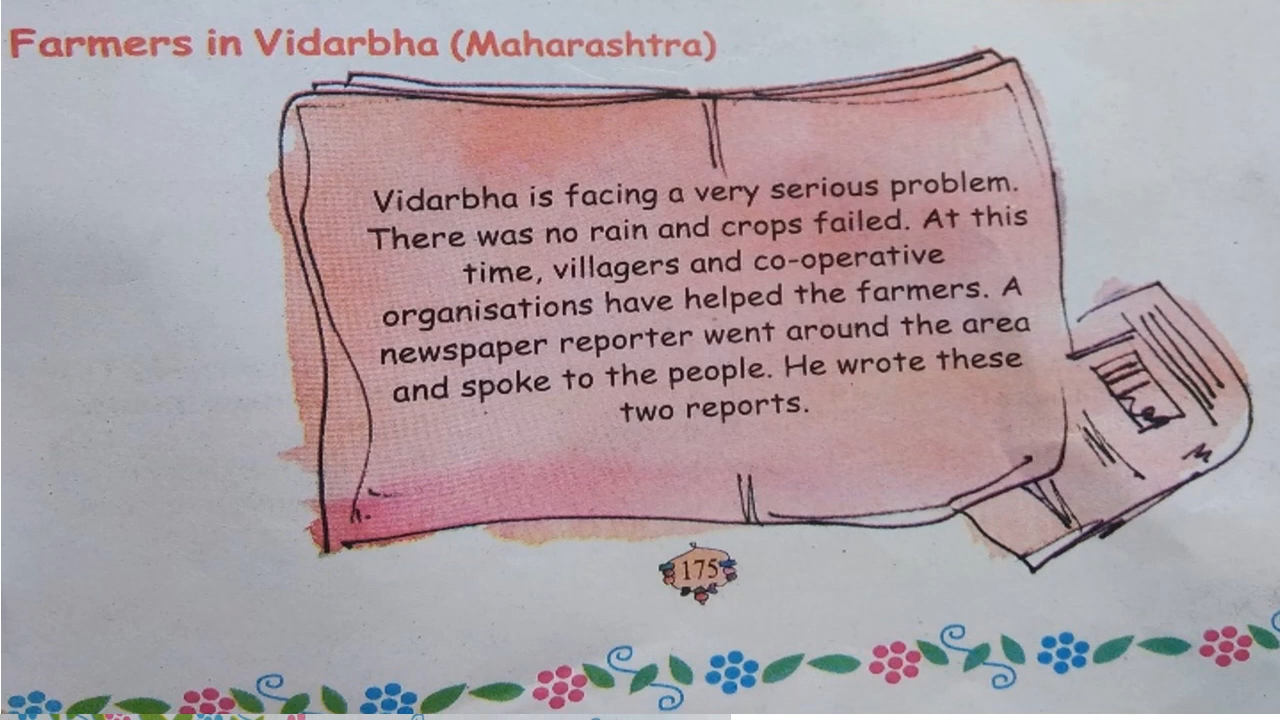 Farmers in Vidarbha (Maharashtra)
Vidarbha is facing a very serious problem.
There was no rain and crops failed. At this
time, villagers and co-operative
organisations have helped the farmers. A
newspaper reporter went around the area
and spoke to the people. He wrote these
two reports.
175